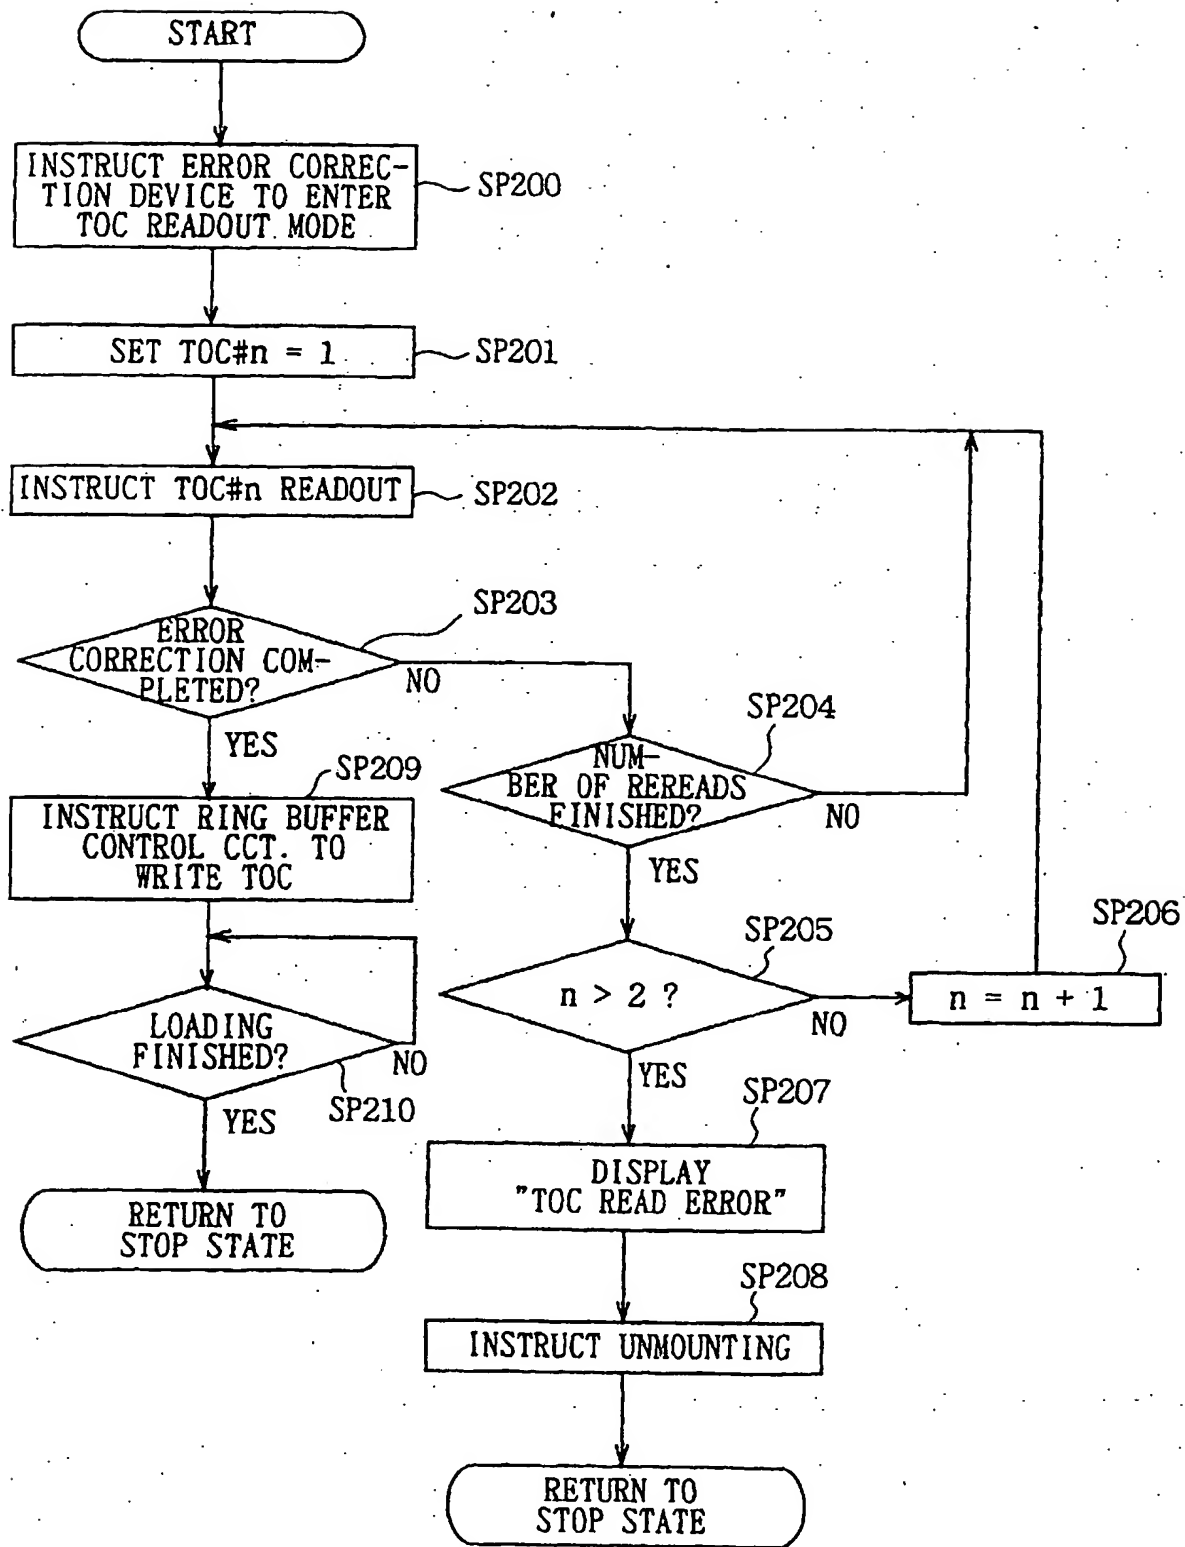 START
INSTRUCT ERROR CORREC-
TION DEVICE TO ENTER
TOC READOUT MODE
SP200
SET TOC#n = 1
SP201
INSTRUCT TOC#n READOUT
SP202
ERROR
CORRECTION COM-
PLETED?
SP203
NO
YES
NUM-
BER OF REREADS
FINISHED?
SP204
NO
YES
SP209
INSTRUCT RING BUFFER
CONTROL CCT. TO
WRITE TOC
n > 2 ?
SP205
NO
YES
SP206
n = n + 1
LOADING
FINISHED?
NO
SP210
YES
SP207
DISPLAY
"TOC READ ERROR"
RETURN TO
STOP STATE
SP208
INSTRUCT UNMOUNTING
RETURN TO
STOP STATE